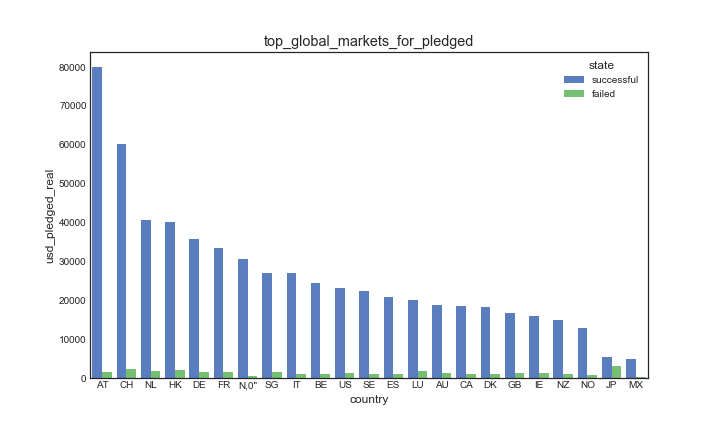 top_global_markets_for_pledged
state
successful
failed
80000
70000
60000
50000
40000
30000
20000
10000
0
usd_pledged_real
AT CH NL HK DE FR N,0" SG IT BE US SE ES LU AU CA DK GB IE NZ NO JP MX
country